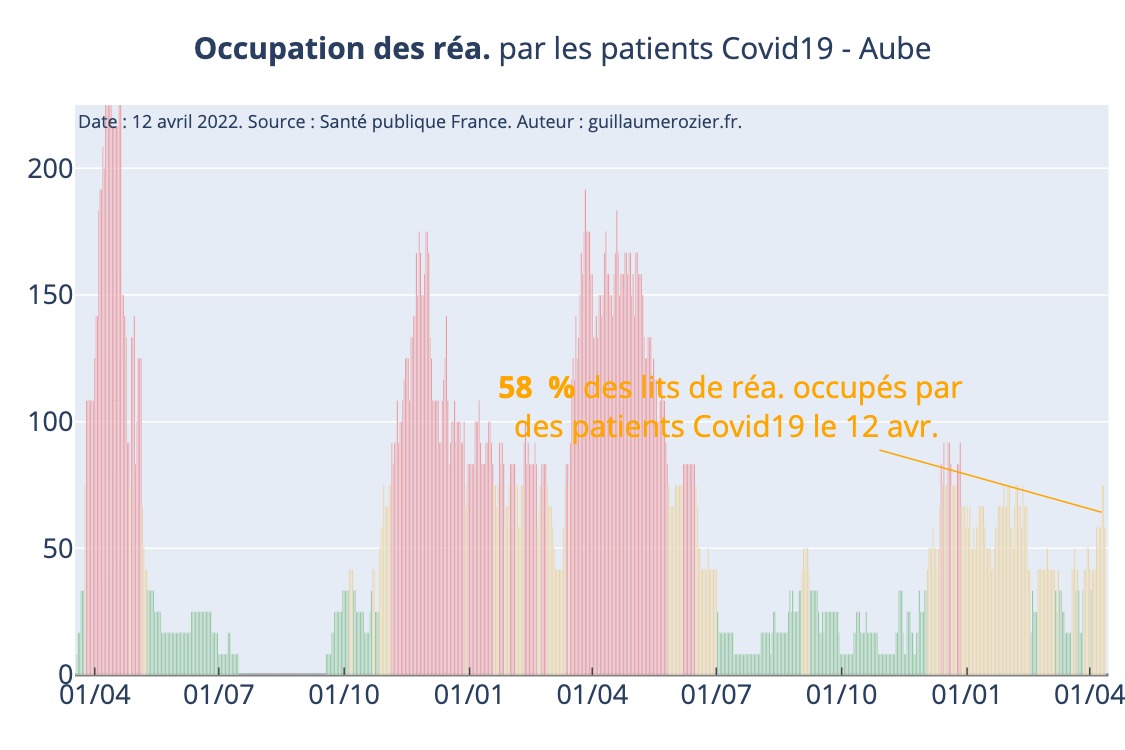 Occupation des réa. par les patients Covid19 - Aube
Date : 12 avril 2022. Source : Santé publique France. Auteur : guillaumerozier.fr.
200
150
100
50
0
58 % des lits de réa. occupés par
des patients Covid19 le 12 avr.
01/04 01/07 01/10 01/01 01/04 01/07 01/10 01/01 01/04